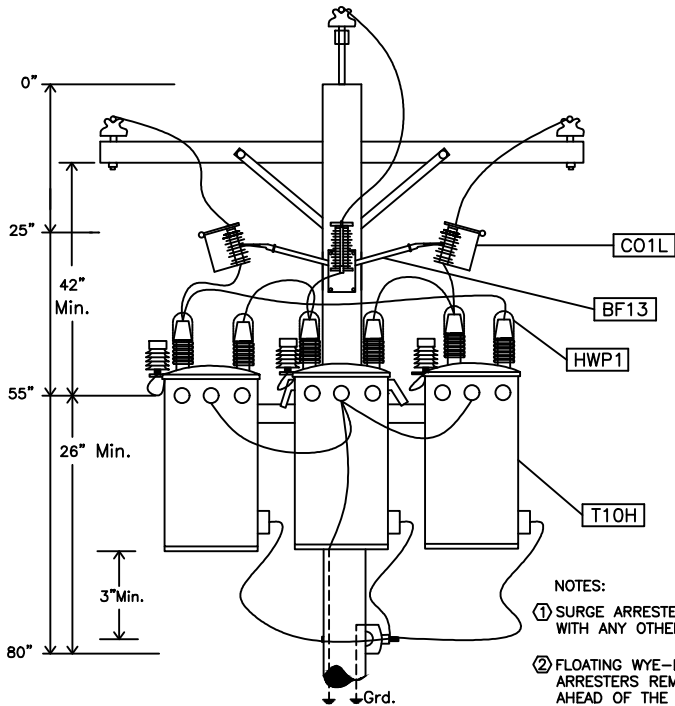 0"
25"
CO1L
42"
Min.
BF13
HWP1
55"
26" Min.
T10H
3"Min.
NOTES:
1 SURGE
WITH ANY
80"
2 FLOATING
ARRESTERS
AHEAD OF THE
Grd.